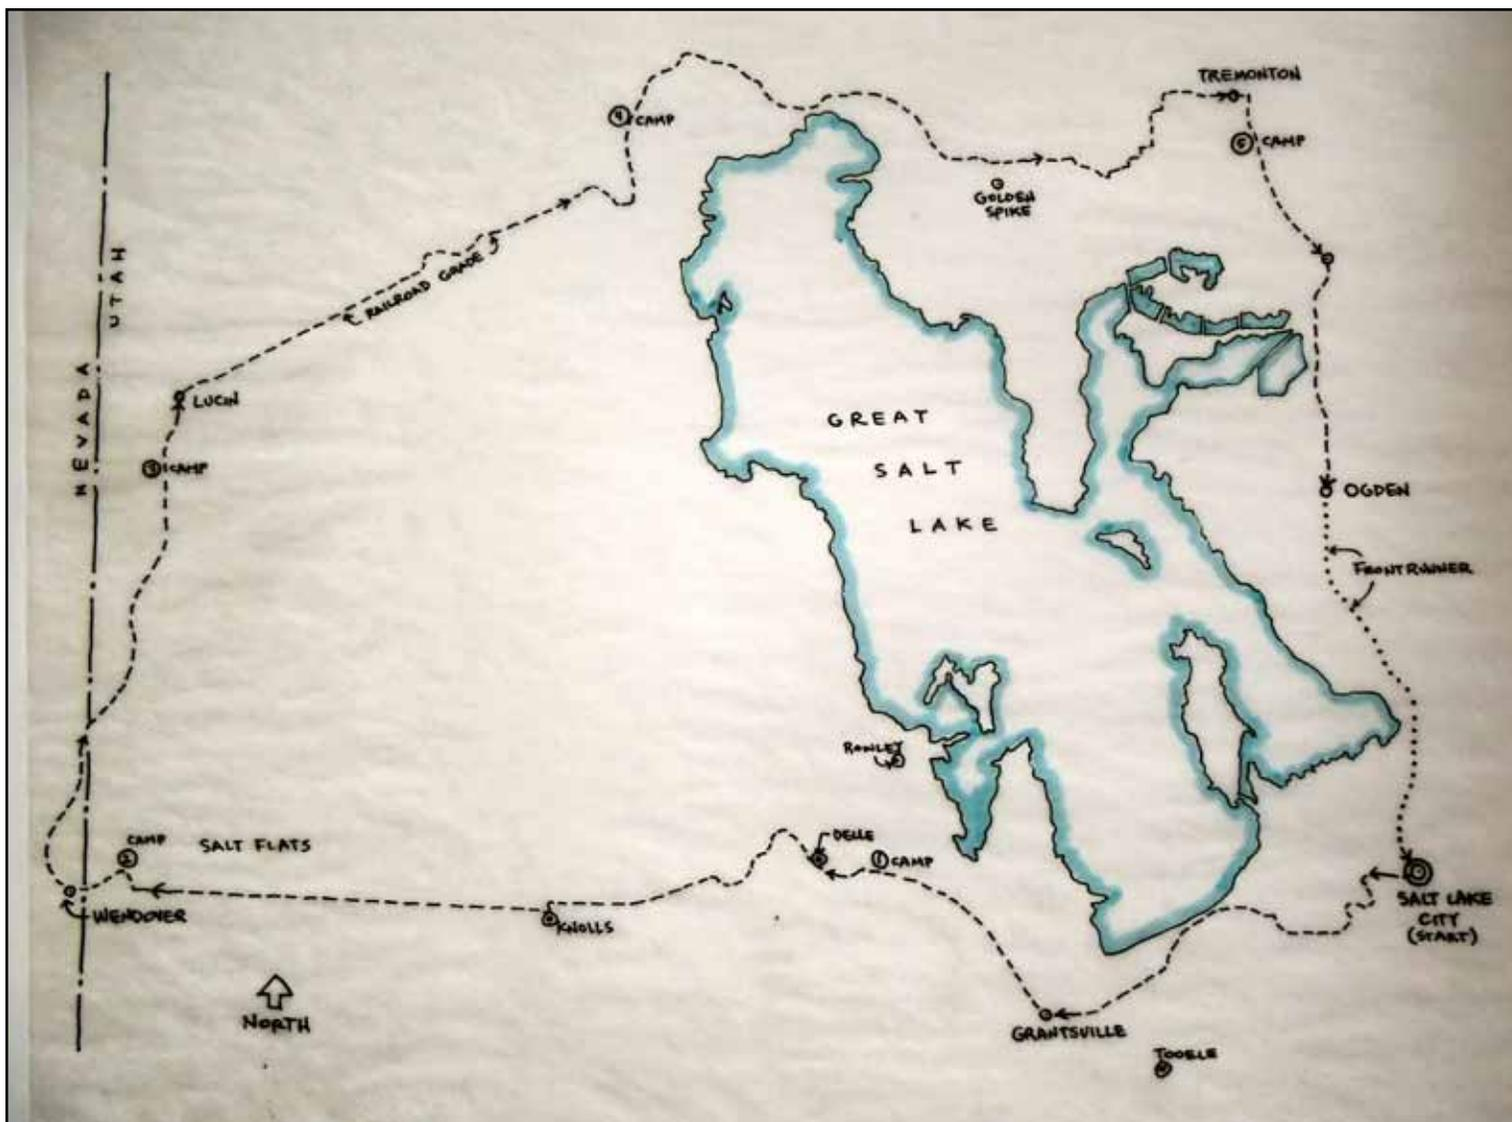 TREMONTON
4 CAMP
5 CAMP
GOLDEN
SPIKE
UTAH
NEVADA
RAILROAD GRADE
LUCIN
3 CAMP
GREAT
SALT
LAKE
OGDEN
FRONTRUNNER
ROWLEY
CAMP
2
SALT FLATS
DELLE
1 CAMP
WENDOVER
KNOLLS
SALT LAKE
CITY
(START)
NORTH
GRANTSVILLE
TOOELE